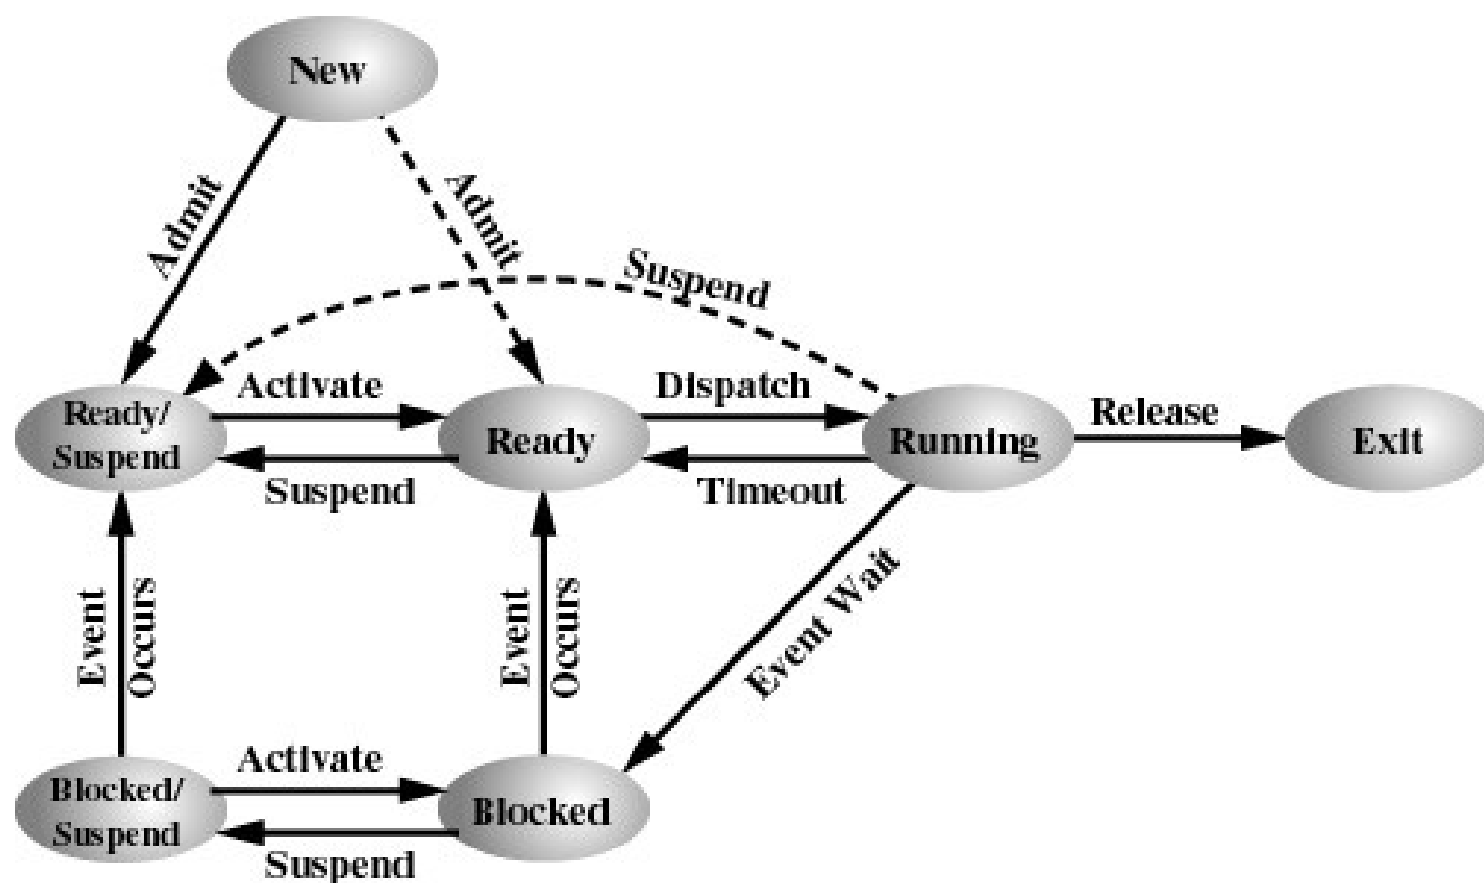 New
Admit
Admit
Suspend
Ready/
Suspend
Activate
Suspend
Ready
Dispatch
Timeout
Running
Release
Exit
Event
Occurs
Event
Occurs
Event Wait
Blocked/
Suspend
Activate
Suspend
Blocked